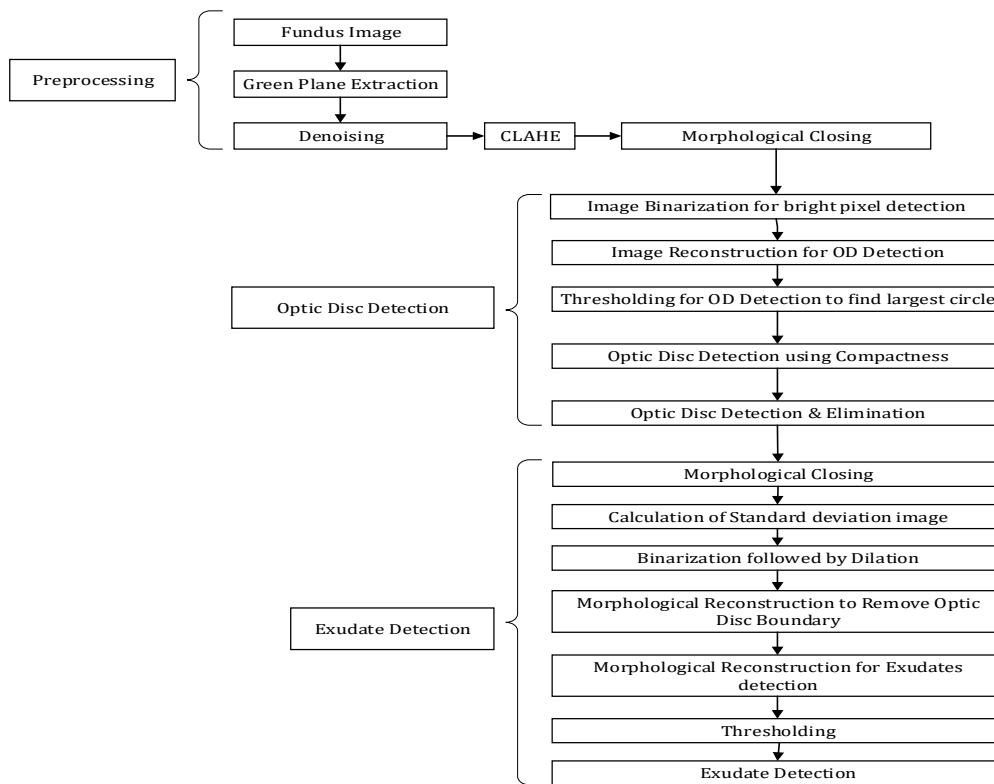 Fundus Image
Preprocessing
Green Plane Extraction
Denoising
CLAHE
Morphological Closing
Image Binarization for bright pixel detection
Image Reconstruction for OD Detection
Optic Disc Detection
Thresholding for OD Detection to find largest circle
Optic Disc Detection using Compactness
Optic Disc Detection & Elimination
Morphological Closing
Calculation of Standard deviation image
Binarization followed by Dilation
Exudate Detection
Morphological Reconstruction to Remove Optic
Disc Boundary
Morphological Reconstruction for Exudates
detection
Thresholding
Exudate Detection